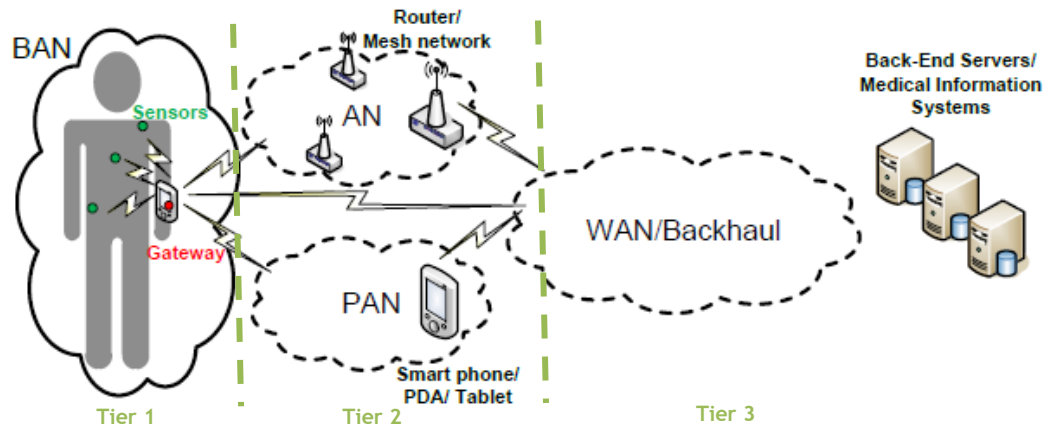 BAN
Sensors
Gateway
Router/
Mesh network
AN
PAN
Smart phone/
PDA/ Tablet
WAN/Backhaul
Back-End Servers/
Medical Information
Systems
Tier 1
Tier 2
Tier 3